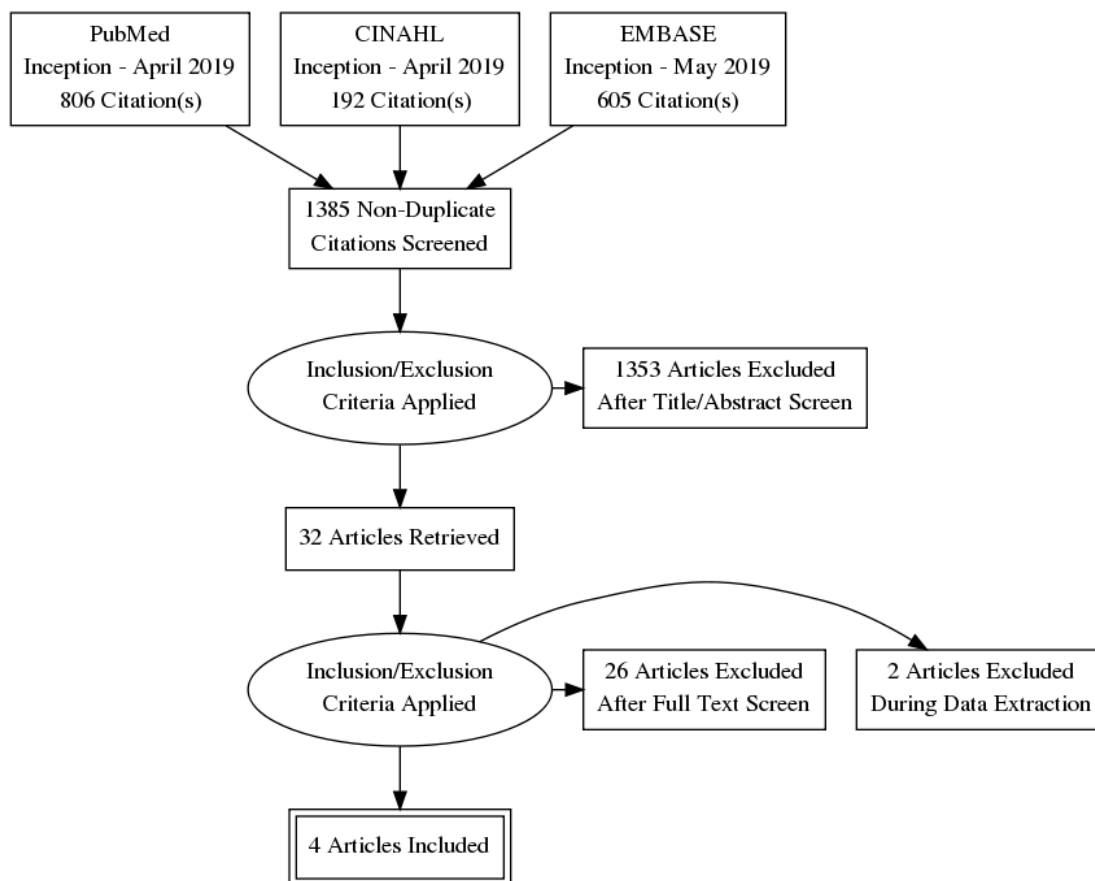 PubMed
Inception - April 2019
806 Citation(s)
CINAHL
Inception - April 2019
192 Citation(s)
EMBASE
Inception - May 2019
605 Citation(s)
1385 Non-Duplicate
Citations Screened
Inclusion/Exclusion
Criteria Applied
1353 Articles Excluded
After Title/Abstract Screen
32 Articles Retrieved
Inclusion/Exclusion
Criteria Applied
26 Articles Excluded
After Full Text Screen
2 Articles Excluded
During Data Extraction
4 Articles Included